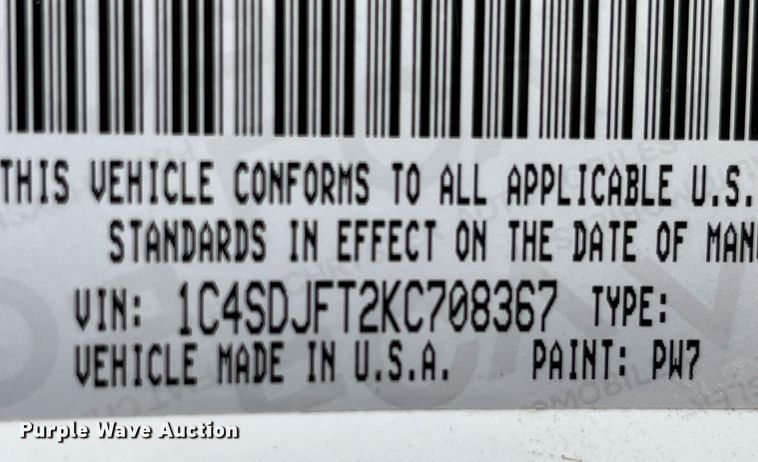 THIS VEHICLE CONFORMS TO ALL APPLICABLE U.S.
STANDARDS IN EFFECT ON THE DATE OF MAN
VIN: 1C4SDJFT2KC708367 TYPE:
VEHICLE MADE IN U.S.A. PAINT: PW7
Purple Wave Auction